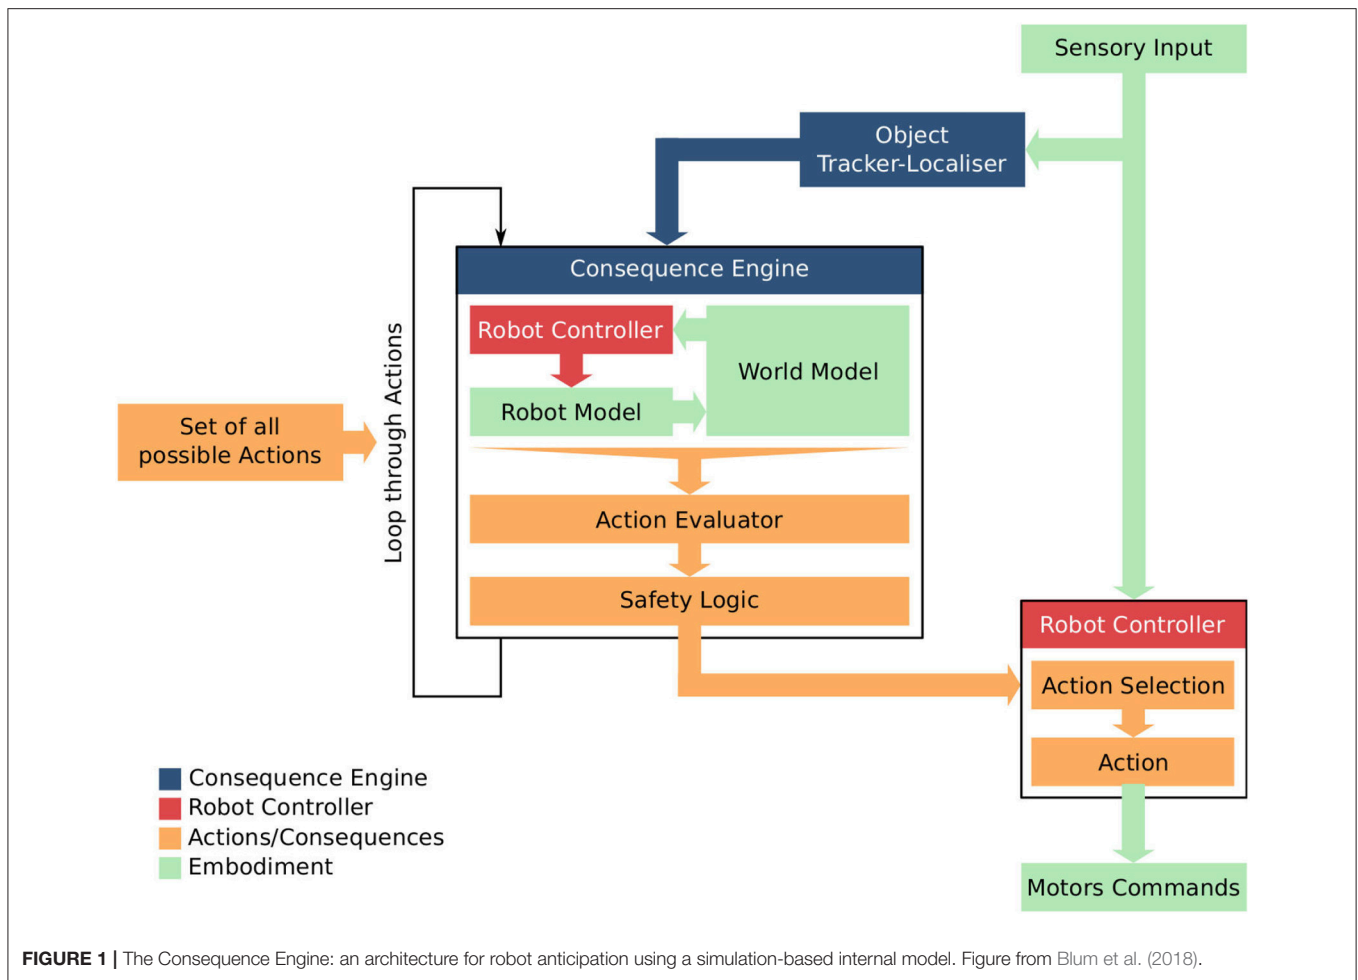 Sensory Input
Object
Tracker-Localiser
Consequence Engine
Robot Controller
World Model
Robot Model
Loop through Actions
Set of all
possible Actions
Action Evaluator
Safety Logic
Robot Controller
Action Selection
Action
Motors Commands
Consequence Engine
Robot Controller
Actions/Consequences
Embodiment
FIGURE 1 | The Consequence Engine: an architecture for robot anticipation using a simulation-based internal model. Figure from Blum et al. (2018).